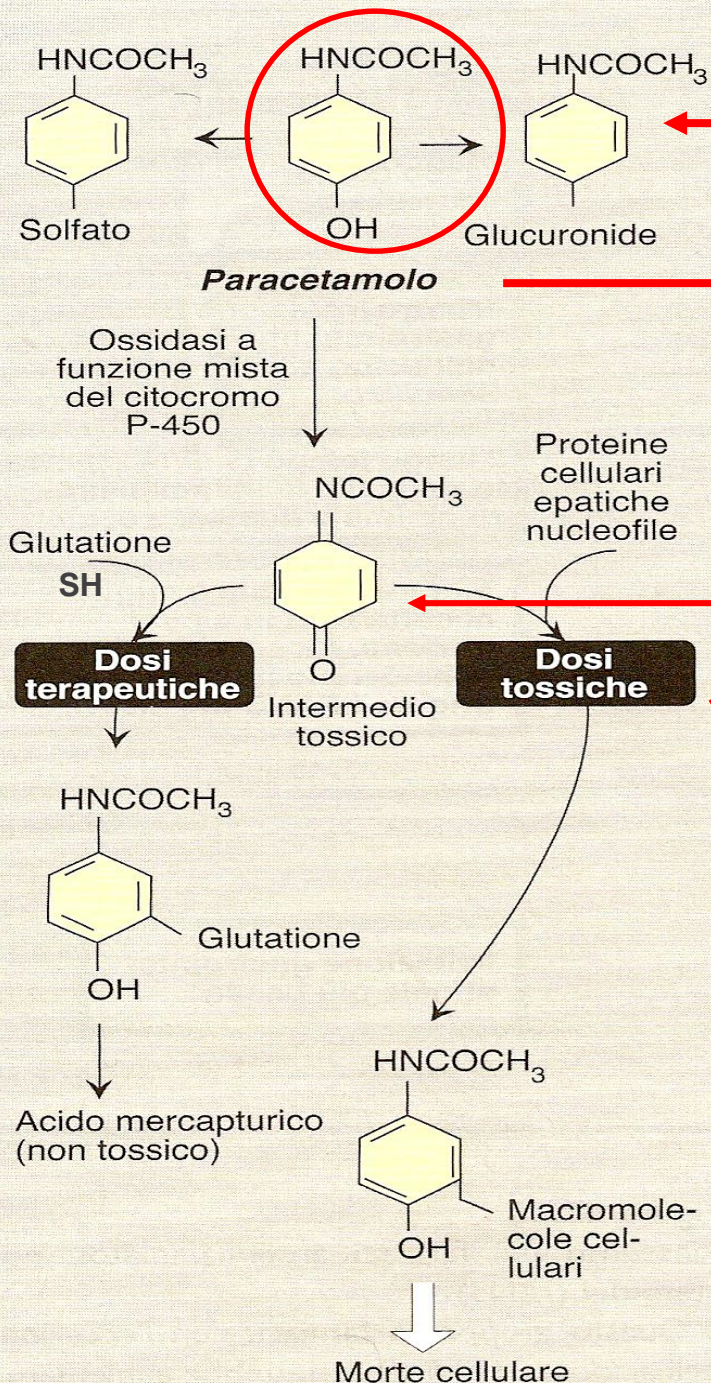 HNCOCH₃
HNCOCH₃
HNCOCH₃
Solfato
OH
Glucuronide
Paracetamolo
Ossidasi a
funzione mista
del citocromo
P-450
Proteine
cellulari
epatiche
nucleofile
NCOCH₃
Glutatione
SH
O
Dosi
terapeutiche
Intermedio
tossico
Dosi
tossiche
HNCOCH₃
Glutatione
OH
Acido mercapturico
(non tossico)
HNCOCH₃
OH
Macromole-
cole cel-
lulari
Morte cellulare